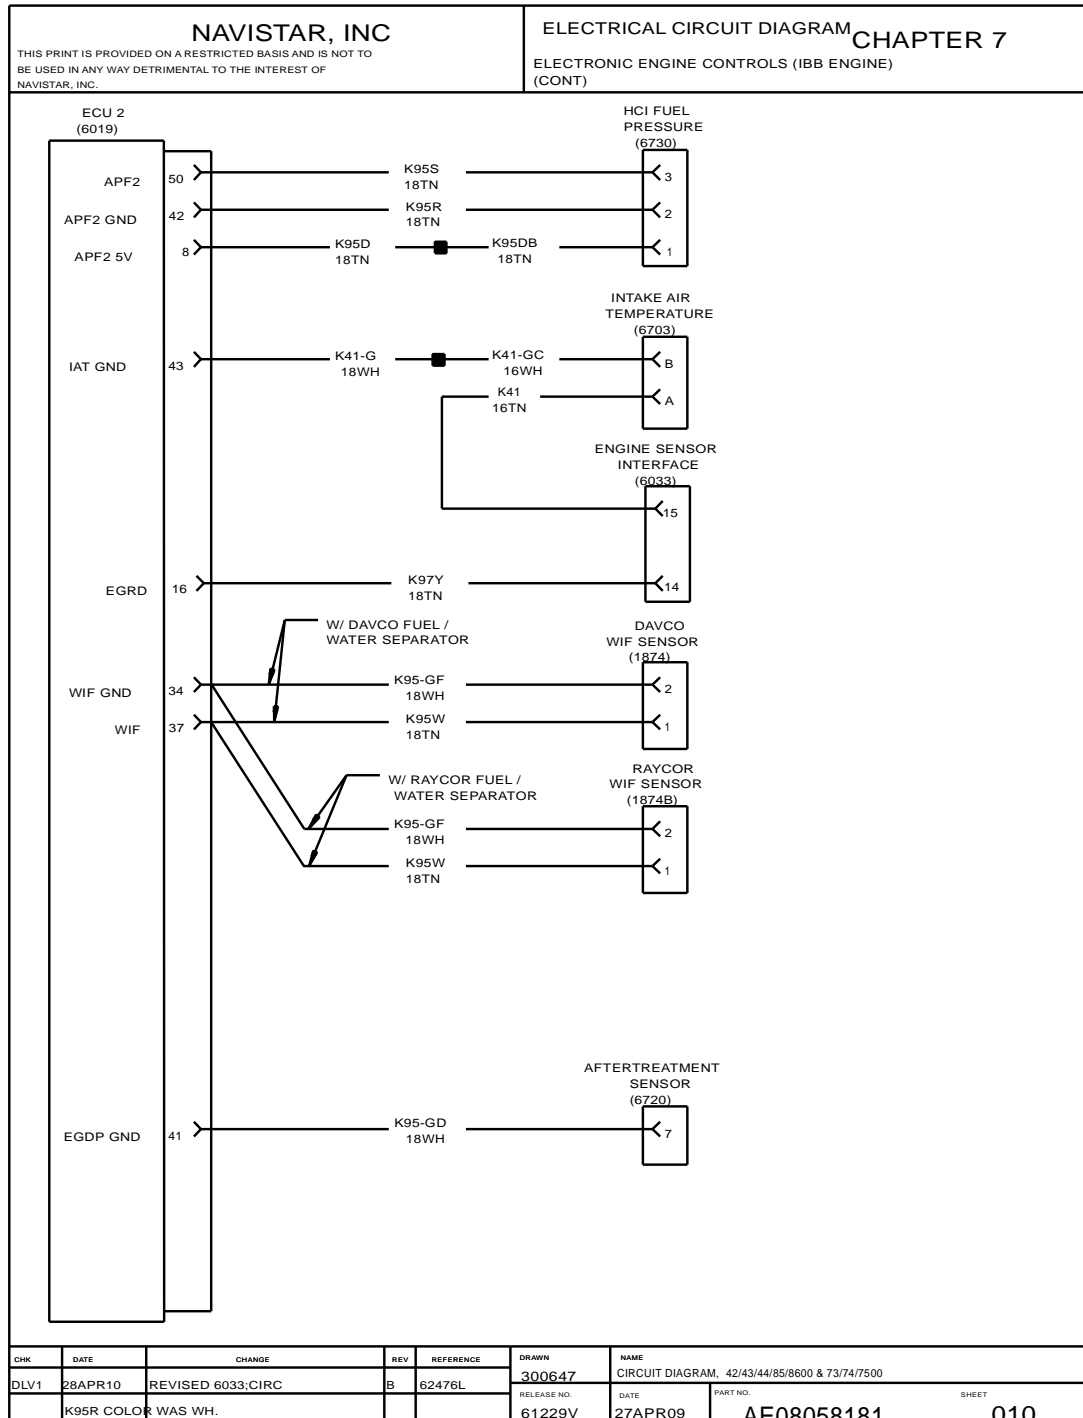 NAVISTAR, INC
THIS PRINT IS PROVIDED ON A RESTRICTED BASIS AND IS NOT TO
BE USED IN ANY WAY DETRIMENTAL TO THE INTEREST OF
NAVISTAR, INC.
ELECTRICAL CIRCUIT DIAGRAM CHAPTER 7
ELECTRONIC ENGINE CONTROLS (IBB ENGINE)
(CONT)
ECU 2
(6019)
HCI FUEL
PRESSURE
(6730)
APF2 50 K95S 3
18TN
APF2 GND 42 K95R 2
18TN
APF2 5V 8 K95D K95DB 1
18TN 18TN
INTAKE AIR
TEMPERATURE
(6703)
IAT GND 43 K41-G K41-GC B
18WH 16WH
K41 A
16TN
ENGINE SENSOR
INTERFACE
(6033)
15
EGRD 16 K97Y 14
18TN
W/ DAVCO FUEL /
WATER SEPARATOR
DAVCO
WIF SENSOR
(1874)
WIF GND 34 K95-GF 2
18WH
WIF 37 K95W 1
18TN
W/ RAYCOR FUEL /
WATER SEPARATOR
RAYCOR
WIF SENSOR
(1874B)
K95-GF 2
18WH
K95W 1
18TN
AFTERTREATMENT
SENSOR
(6720)
EGDP GND 41 K95-GD 7
18WH
CHK DATE CHANGE REV REFERENCE
DLV1 28APR10 REVISED 6033;CIRC B 62476L
K95R COLOR WAS WH.
DRAWN
300647
NAME
CIRCUIT DIAGRAM, 42/43/44/85/8600 & 73/74/7500
RELEASE NO.
61229V
DATE
27APR09
PART NO.
AE08058181
SHEET
010